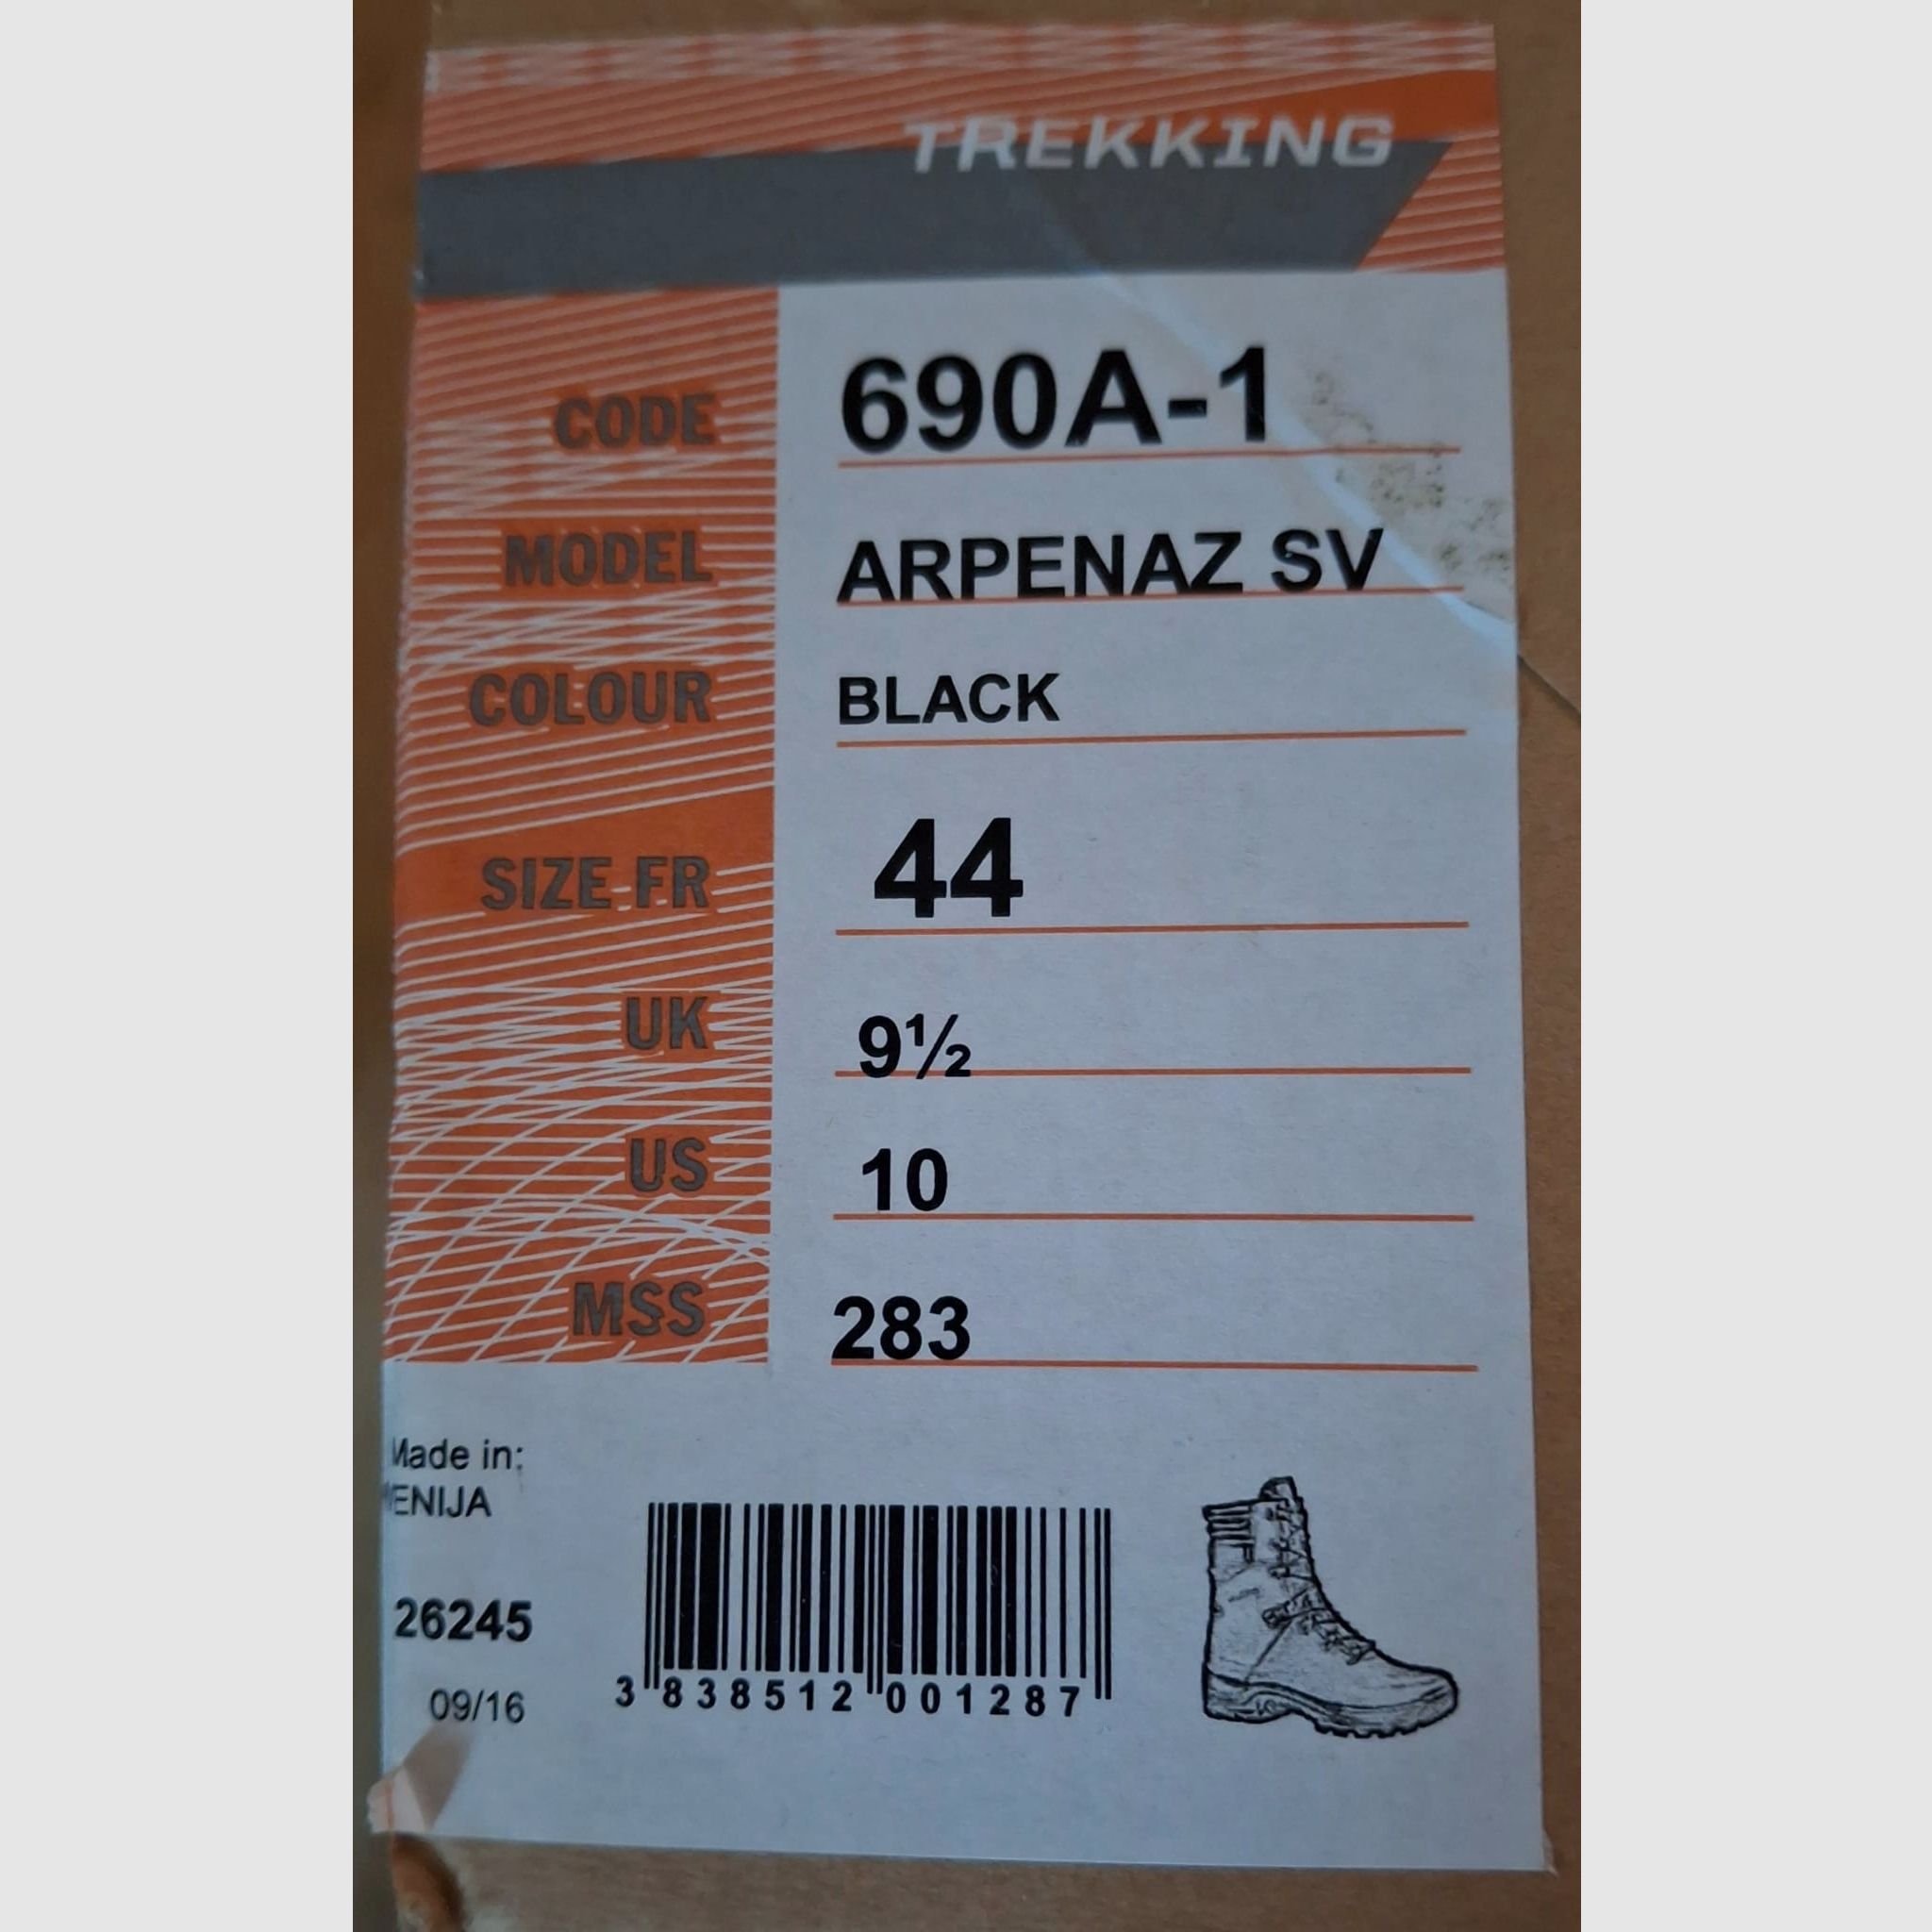 TREKKING
CODE 690A-1
MODEL ARPENAZ SV
COLOUR BLACK
SIZE FR 44
UK 9½
US 10
MSS 283
Made in:
ENIJA
26245
09/16
3 838512 001287